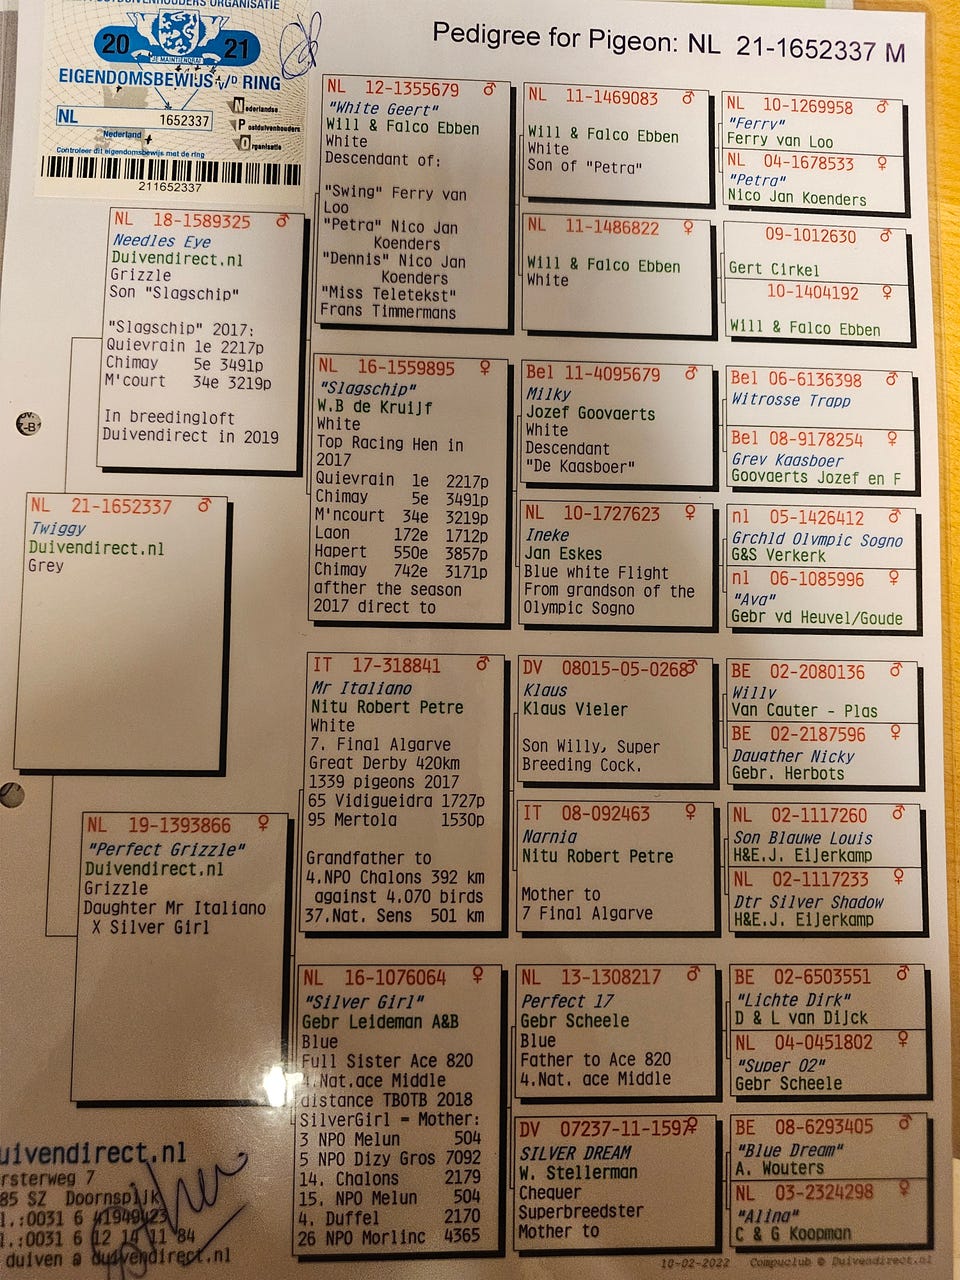 POSTDUIVENHOUDERS ORGANISATIE
20 21
JE MAINTIENDRAI
EIGENDOMSBEWIJS v/d RING
NL 1652337
Nederland
Nederlandse
Postduivenhouders
Organisatie
Controleer dit eigendomsbewijs met de ring
211652337
Pedigree for Pigeon: NL 21-1652337 M
NL 21-1652337 ♂
Twiggy
Duivendirect.nl
Grey
NL 18-1589325 ♂
Needles Eye
Duivendirect.nl
Grizzle
Son "Slagschip"
"Slagschip" 2017:
Quievrain 1e 2217p
Chimay 5e 3491p
M'court 34e 3219p
In breedingloft
Duivendirect in 2019
NL 19-1393866 ♀
"Perfect Grizzle"
Duivendirect.nl
Grizzle
Daughter Mr Italiano
X Silver Girl
NL 12-1355679 ♂
"White Geert"
Will & Falco Ebben
White
Descendant of:
"Swing" Ferry van
Loo
"Petra" Nico Jan
Koenders
"Dennis" Nico Jan
Koenders
"Miss Teletekst"
Frans Timmermans
NL 16-1559895 ♀
"Slagschip"
W.B de Kruijf
White
Top Racing Hen in
2017
Quievrain 1e 2217p
Chimay 5e 3491p
M'ncourt 34e 3219p
Laon 172e 1712p
Hapert 550e 3857p
Chimay 742e 3171p
afther the season
2017 direct to
IT 17-318841 ♂
Mr Italiano
Nitu Robert Petre
White
7. Final Algarve
Great Derby 420km
1339 pigeons 2017
65 Vidigueidra 1727p
95 Mertola 1530p
Grandfather to
4.NPO Chalons 392 km
against 4.070 birds
37.Nat. Sens 501 km
NL 16-1076064 ♀
"Silver Girl"
Gebr Leideman A&B
Blue
Full Sister Ace 820
4.Nat.ace Middle
distance TBOTB 2018
SilverGirl = Mother:
3 NPO Melun 504
5 NPO Dizy Gros 7092
14. Chalons 2179
15. NPO Melun 504
4. Duffel 2170
26 NPO Morlinc 4365
NL 11-1469083 ♂
Will & Falco Ebben
White
Son of "Petra"
NL 11-1486822 ♀
Will & Falco Ebben
White
Bel 11-4095679 ♂
Milky
Jozef Goovaerts
White
Descendant
"De Kaasboer"
NL 10-1727623 ♀
Ineke
Jan Eskes
Blue white Flight
From grandson of the
Olympic Sogno
DV 08015-05-0268♂
Klaus
Klaus Vieler
Son Willy, Super
Breeding Cock.
IT 08-092463 ♀
Narnia
Nitu Robert Petre
Mother to
7 Final Algarve
NL 13-1308217 ♂
Perfect 17
Gebr Scheele
Blue
Father to Ace 820
4.Nat. ace Middle
DV 07237-11-1597♀
SILVER DREAM
W. Stellerman
Chequer
Superbreedster
Mother to
NL 10-1269958 ♂
"Ferry"
Ferry van Loo
NL 04-1678533 ♀
"Petra"
Nico Jan Koenders
09-1012630 ♂
Gert Cirkel
10-1404192 ♀
Will & Falco Ebben
Bel 06-6136398 ♂
Witrosse Trapp
Bel 08-9178254 ♀
Grey Kaasboer
Goovaerts Jozef en F
nl 05-1426412 ♂
Grchld Olympic Sogno
G&S Verkerk
nl 06-1085996 ♀
"Ava"
Gebr vd Heuvel/Goude
BE 02-2080136 ♂
Willy
Van Cauter - Plas
BE 02-2187596 ♀
Daugther Nicky
Gebr. Herbots
NL 02-1117260 ♂
Son Blauwe Louis
H&E.J. Eijerkamp
NL 02-1117233 ♀
Dtr Silver Shadow
H&E.J. Eijerkamp
BE 02-6503551 ♂
"Lichte Dirk"
D & L van Dijck
NL 04-0451802 ♀
"Super 02"
Gebr Scheele
BE 08-6293405 ♂
"Blue Dream"
A. Wouters
NL 03-2324298 ♀
"Alina"
C & G Koopman
uivendirect.nl
rsterweg 7
85 SZ Doornspijk
l.:0031 6 41949423
l.:0031 6 12 14 11 84
duiven @ duivendirect.nl
10-02-2022 Compuclub © Duivendirect.nl